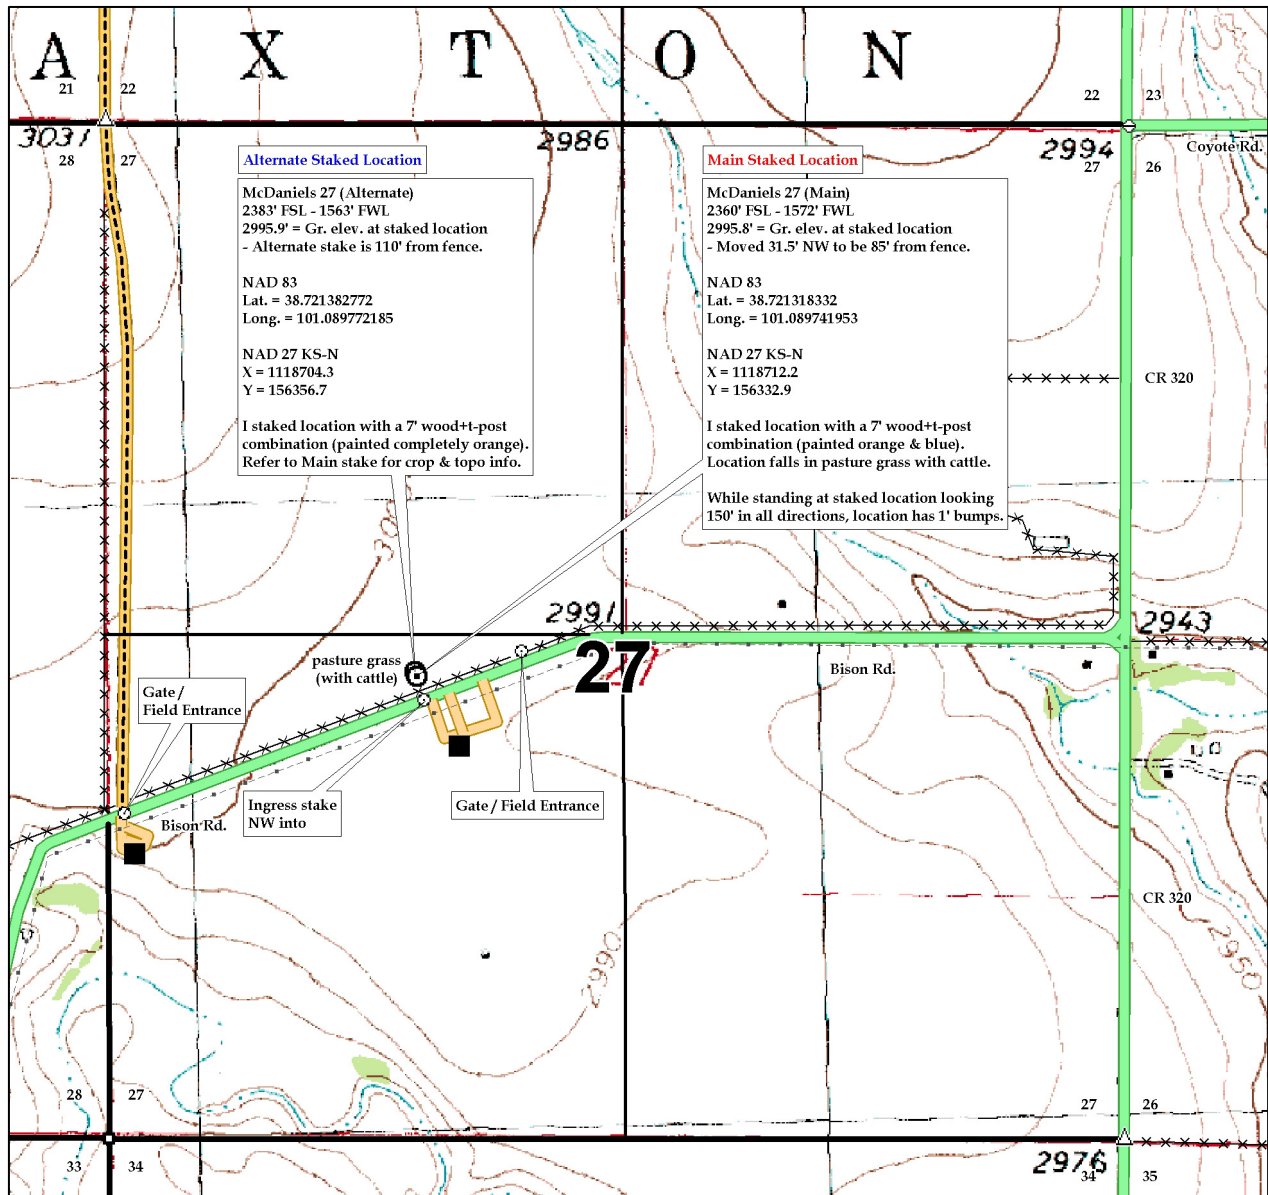 A X T O N
21 22
22 23
3031
2986
2994
Coyote Rd.
28 27
27 26
Alternate Staked Location
McDaniels 27 (Alternate)
2383' FSL - 1563' FWL
2995.9' = Gr. elev. at staked location
- Alternate stake is 110' from fence.
NAD 83
Lat. = 38.721382772
Long. = 101.089772185
NAD 27 KS-N
X = 1118704.3
Y = 156356.7
I staked location with a 7' wood+t-post
combination (painted completely orange).
Refer to Main stake for crop & topo info.
Main Staked Location
McDaniels 27 (Main)
2360' FSL - 1572' FWL
2995.8' = Gr. elev. at staked location
- Moved 31.5' NW to be 85' from fence.
NAD 83
Lat. = 38.721318332
Long. = 101.089741953
NAD 27 KS-N
X = 1118712.2
Y = 156332.9
I staked location with a 7' wood+t-post
combination (painted orange & blue).
Location falls in pasture grass with cattle.
While standing at staked location looking
150' in all directions, location has 1' bumps.
CR 320
2991
2943
27
pasture grass
(with cattle)
Bison Rd.
Gate /
Field Entrance
Ingress stake
NW into
Gate / Field Entrance
Bison Rd.
CR 320
2990
2950
28 27
27 26
33 34
2976
34 35